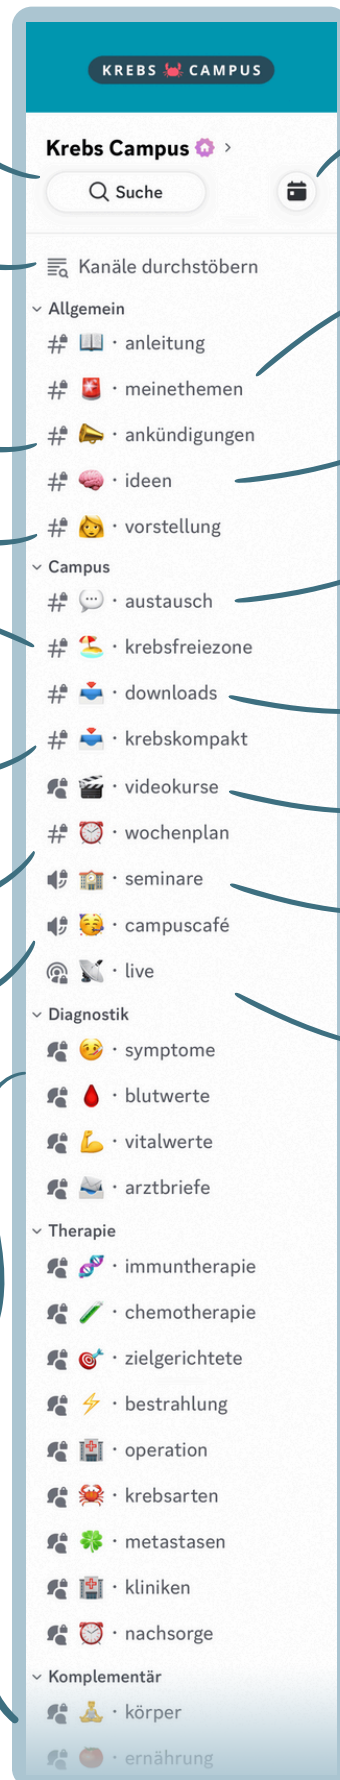 KREBS 🦀 CAMPUS
Krebs Campus
Suche
Kanäle durchstöbern
Allgemein
📖 · anleitung
🚨 · meinethemen
📣 · ankündigungen
🧠 · ideen
👩 · vorstellung
Campus
💬 · austausch
🏖️ · krebsfreiezone
📥 · downloads
📥 · krebskompakt
🎬 · videokurse
⏰ · wochenplan
🏫 · seminare
🥳 · campuscafé
📡 · live
Diagnostik
🤒 · symptome
🩸 · blutwerte
💪 · vitalwerte
📨 · arztbriefe
Therapie
🧬 · immuntherapie
🧪 · chemotherapie
🎯 · zielgerichtete
⚡ · bestrahlung
🏥 · operation
🦀 · krebsarten
🍀 · metastasen
🏥 · kliniken
⏰ · nachsorge
Komplementär
🧘 · körper
🍅 · ernährung